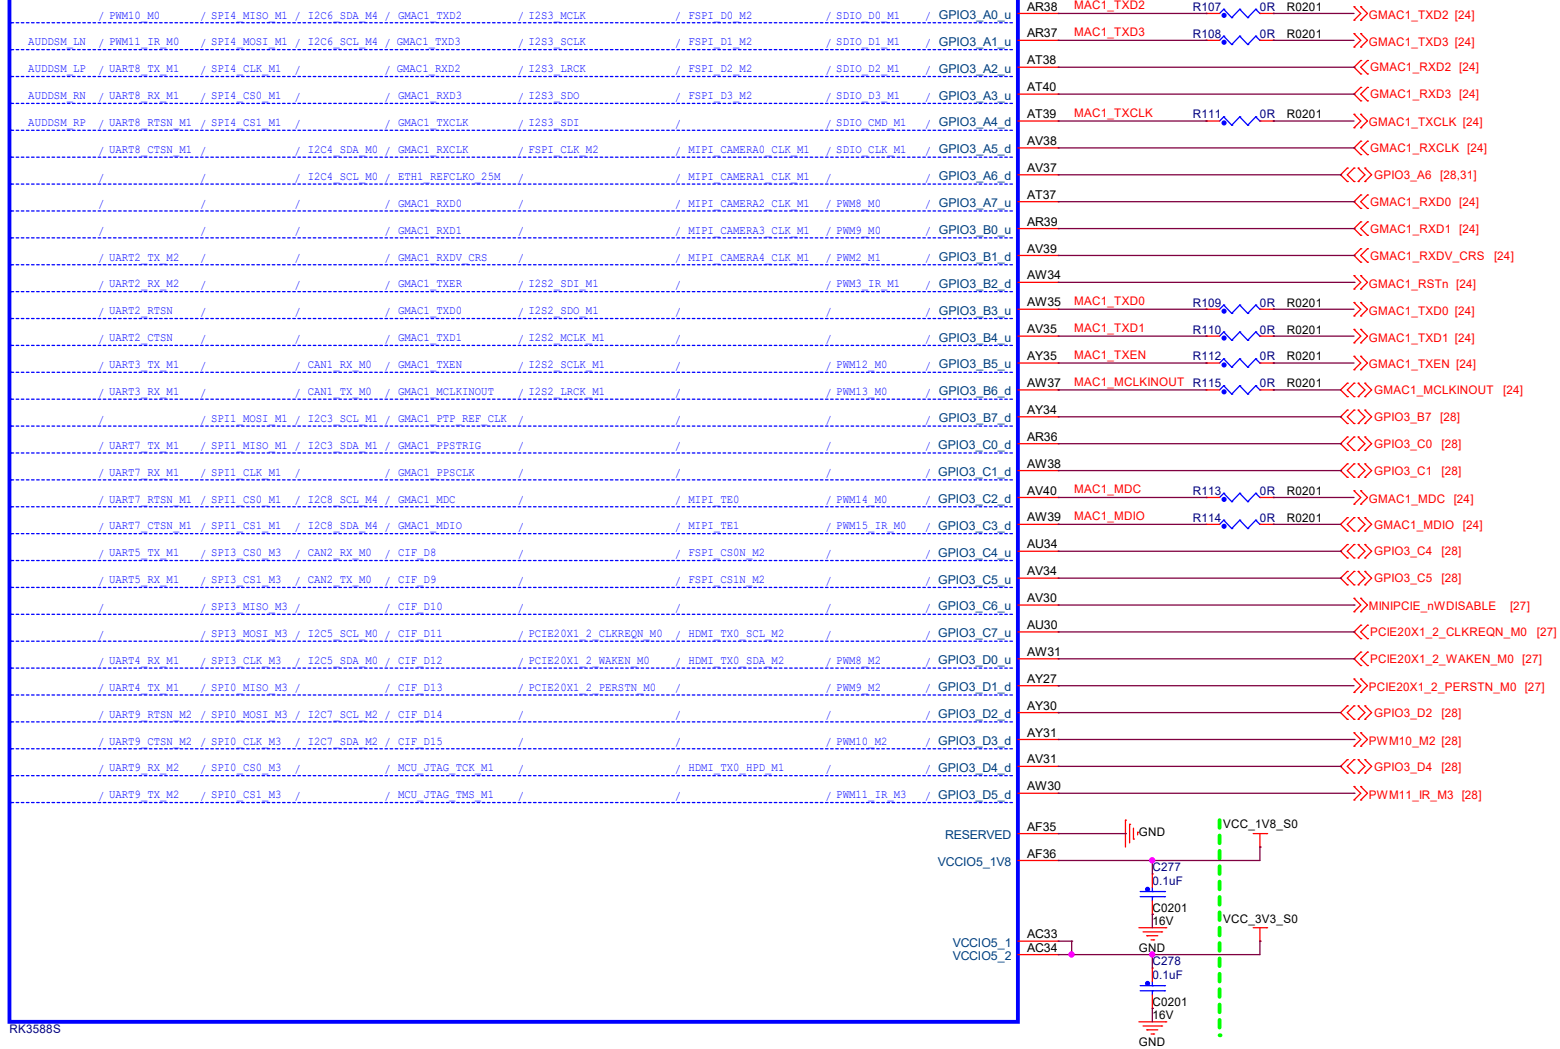 / PWM10_M0 / SPI4_MISO_M1 / I2C6_SDA_M4 / GMAC1_TXD2 / I2S3_MCLK / FSPI_D0_M2 / SDIO_D0_M1 / GPIO3_A0_u AR38 MAC1_TXD2 R107 0R R0201 GMAC1_TXD2 [24]
AUDDSM_LN / PWM11_IR_M0 / SPI4_MOSI_M1 / I2C6_SCL_M4 / GMAC1_TXD3 / I2S3_SCLK / FSPI_D1_M2 / SDIO_D1_M1 / GPIO3_A1_u AR37 MAC1_TXD3 R108 0R R0201 GMAC1_TXD3 [24]
AUDDSM_LP / UART8_TX_M1 / SPI4_CLK_M1 / / GMAC1_RXD2 / I2S3_LRCK / FSPI_D2_M2 / SDIO_D2_M1 / GPIO3_A2_u AT38 GMAC1_RXD2 [24]
AUDDSM_RN / UART8_RX_M1 / SPI4_CS0_M1 / / GMAC1_RXD3 / I2S3_SDO / FSPI_D3_M2 / SDIO_D3_M1 / GPIO3_A3_u AT40 GMAC1_RXD3 [24]
AUDDSM_RP / UART8_RTSN_M1 / SPI4_CS1_M1 / / GMAC1_TXCLK / I2S3_SDI / / SDIO_CMD_M1 / GPIO3_A4_d AT39 MAC1_TXCLK R111 0R R0201 GMAC1_TXCLK [24]
/ UART8_CTSN_M1 / / I2C4_SDA_M0 / GMAC1_RXCLK / FSPI_CLK_M2 / MIPI_CAMERA0_CLK_M1 / SDIO_CLK_M1 / GPIO3_A5_d AV38 GMAC1_RXCLK [24]
/ / / I2C4_SCL_M0 / ETH1_REFCLKO_25M / / MIPI_CAMERA1_CLK_M1 / / GPIO3_A6_d AV37 GPIO3_A6 [28,31]
/ / / / GMAC1_RXD0 / / MIPI_CAMERA2_CLK_M1 / PWM8_M0 / GPIO3_A7_u AT37 GMAC1_RXD0 [24]
/ / / / GMAC1_RXD1 / / MIPI_CAMERA3_CLK_M1 / PWM9_M0 / GPIO3_B0_u AR39 GMAC1_RXD1 [24]
/ UART2_TX_M2 / / / GMAC1_RXDV_CRS / / MIPI_CAMERA4_CLK_M1 / PWM2_M1 / GPIO3_B1_d AV39 GMAC1_RXDV_CRS [24]
/ UART2_RX_M2 / / / GMAC1_TXER / I2S2_SDI_M1 / / PWM3_IR_M1 / GPIO3_B2_d AW34 GMAC1_RSTn [24]
/ UART2_RTSN / / / GMAC1_TXD0 / I2S2_SDO_M1 / / / GPIO3_B3_u AW35 MAC1_TXD0 R109 0R R0201 GMAC1_TXD0 [24]
/ UART2_CTSN / / / GMAC1_TXD1 / I2S2_MCLK_M1 / / / GPIO3_B4_u AV35 MAC1_TXD1 R110 0R R0201 GMAC1_TXD1 [24]
/ UART3_TX_M1 / / CAN1_RX_M0 / GMAC1_TXEN / I2S2_SCLK_M1 / / PWM12_M0 / GPIO3_B5_u AY35 MAC1_TXEN R112 0R R0201 GMAC1_TXEN [24]
/ UART3_RX_M1 / / CAN1_TX_M0 / GMAC1_MCLKINOUT / I2S2_LRCK_M1 / / PWM13_M0 / GPIO3_B6_d AW37 MAC1_MCLKINOUT R115 0R R0201 GMAC1_MCLKINOUT [24]
/ / SPI1_MOSI_M1 / I2C3_SCL_M1 / GMAC1_PTP_REF_CLK / / / / GPIO3_B7_d AY34 GPIO3_B7 [28]
/ UART7_TX_M1 / SPI1_MISO_M1 / I2C3_SDA_M1 / GMAC1_PPSTRIG / / / / GPIO3_C0_d AR36 GPIO3_C0 [28]
/ UART7_RX_M1 / SPI1_CLK_M1 / / GMAC1_PPSCLK / / / / GPIO3_C1_d AW38 GPIO3_C1 [28]
/ UART7_RTSN_M1 / SPI1_CS0_M1 / I2C8_SCL_M4 / GMAC1_MDC / / MIPI_TE0 / PWM14_M0 / GPIO3_C2_d AV40 MAC1_MDC R113 0R R0201 GMAC1_MDC [24]
/ UART7_CTSN_M1 / SPI1_CS1_M1 / I2C8_SDA_M4 / GMAC1_MDIO / / MIPI_TE1 / PWM15_IR_M0 / GPIO3_C3_d AW39 MAC1_MDIO R114 0R R0201 GMAC1_MDIO [24]
/ UART5_TX_M1 / SPI3_CS0_M3 / CAN2_RX_M0 / CIF_D8 / / FSPI_CS0N_M2 / / GPIO3_C4_u AU34 GPIO3_C4 [28]
/ UART5_RX_M1 / SPI3_CS1_M3 / CAN2_TX_M0 / CIF_D9 / / FSPI_CS1N_M2 / / GPIO3_C5_u AV34 GPIO3_C5 [28]
/ / SPI3_MISO_M3 / / CIF_D10 / / / / GPIO3_C6_u AV30 MINIPCIE_nWDISABLE [27]
/ / SPI3_MOSI_M3 / I2C5_SCL_M0 / CIF_D11 / PCIE20X1_2_CLKREQN_M0 / HDMI_TX0_SCL_M2 / / GPIO3_C7_u AU30 PCIE20X1_2_CLKREQN_M0 [27]
/ UART4_RX_M1 / SPI3_CLK_M3 / I2C5_SDA_M0 / CIF_D12 / PCIE20X1_2_WAKEN_M0 / HDMI_TX0_SDA_M2 / PWM8_M2 / GPIO3_D0_u AW31 PCIE20X1_2_WAKEN_M0 [27]
/ UART4_TX_M1 / SPI0_MISO_M3 / / CIF_D13 / PCIE20X1_2_PERSTN_M0 / / PWM9_M2 / GPIO3_D1_d AY27 PCIE20X1_2_PERSTN_M0 [27]
/ UART9_RTSN_M2 / SPI0_MOSI_M3 / I2C7_SCL_M2 / CIF_D14 / / / / GPIO3_D2_d AY30 GPIO3_D2 [28]
/ UART9_CTSN_M2 / SPI0_CLK_M3 / I2C7_SDA_M2 / CIF_D15 / / / PWM10_M2 / GPIO3_D3_d AY31 PWM10_M2 [28]
/ UART9_RX_M2 / SPI0_CS0_M3 / / MCU_JTAG_TCK_M1 / / HDMI_TX0_HPD_M1 / / GPIO3_D4_d AV31 GPIO3_D4 [28]
/ UART9_TX_M2 / SPI0_CS1_M3 / / MCU_JTAG_TMS_M1 / / / PWM11_IR_M3 / GPIO3_D5_d AW30 PWM11_IR_M3 [28]
RESERVED AF35 GND VCC_1V8_S0
VCCIO5_1V8 AF36
C277
0.1uF
C0201
16V
GND
VCC_3V3_S0
VCCIO5_1 AC33
VCCIO5_2 AC34
C278
0.1uF
C0201
16V
GND
RK3588S